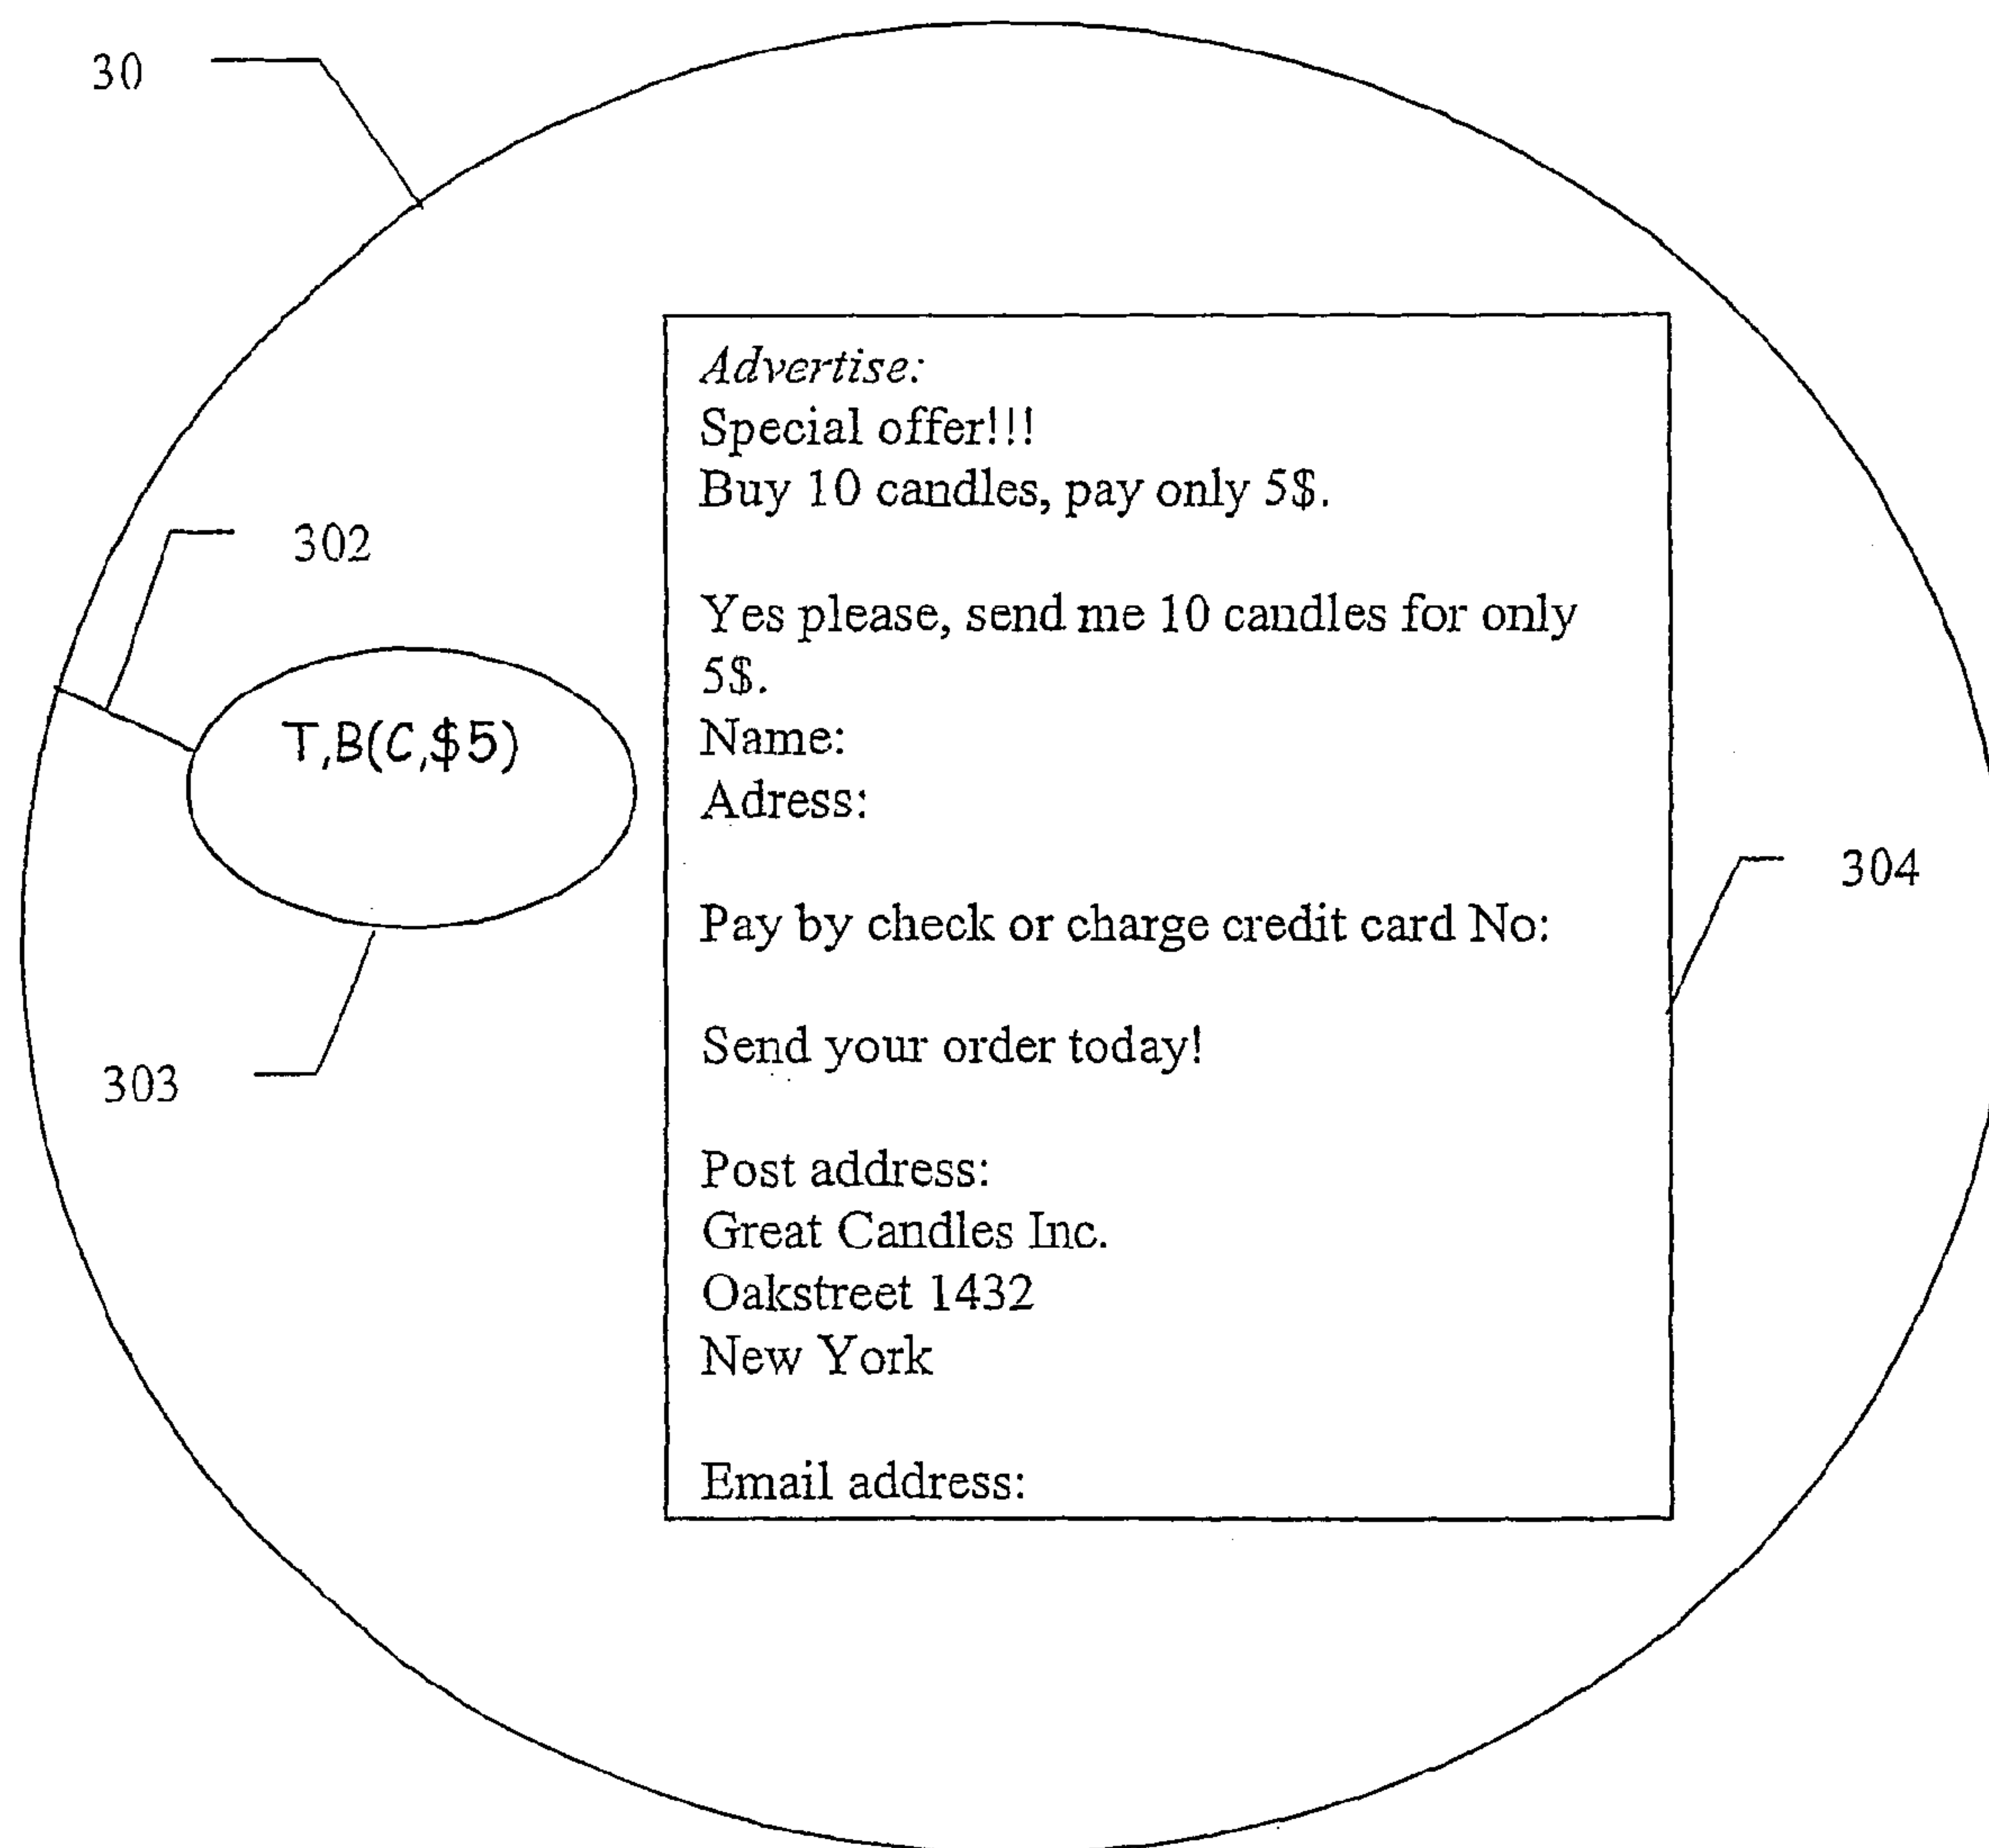 30
Advertise:
Special offer!!!
Buy 10 candles, pay only 5$.
302
Yes please, send me 10 candles for only
5$.
T,B(C,$5)
Name:
Adress:
304
Pay by check or charge credit card No:
Send your order today!
303
Post address:
Great Candles Inc.
Oakstreet 1432
New York
Email address: